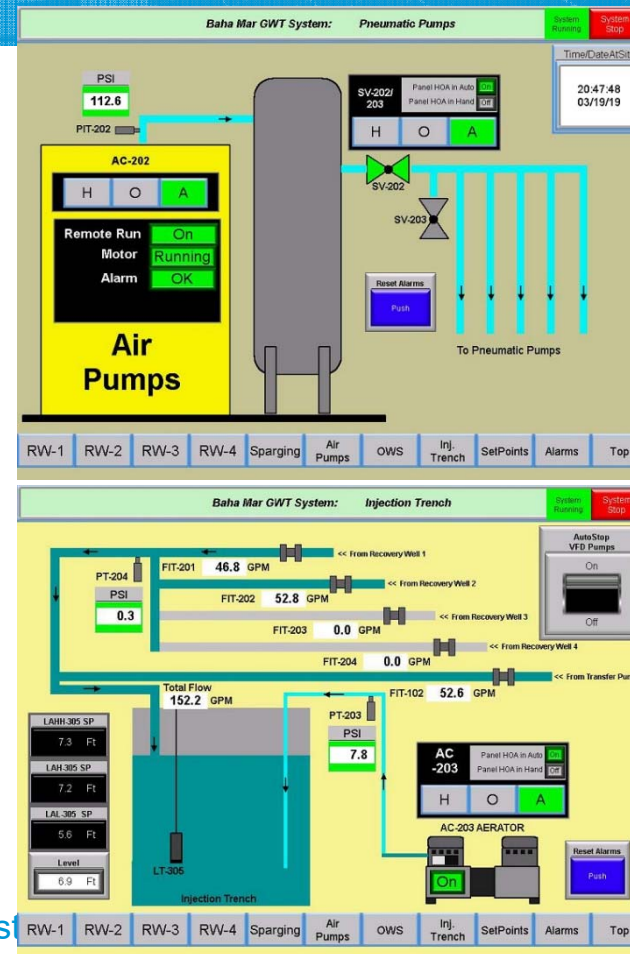 Baha Mar GWT System: Pneumatic Pumps
System Running
System Stop
Time/DateAtSit
20:47:48
03/19/19
PSI
112.6
PIT-202
AC-202
H O A
Remote Run On
Motor Running
Alarm OK
Air
Pumps
SV-202/
203
Panel HOA in Auto On
Panel HOA in Hand Off
H O A
SV-202
SV-203
Reset Alarms
Push
To Pneumatic Pumps
RW-1 RW-2 RW-3 RW-4 Sparging Air Pumps OWS Inj. Trench SetPoints Alarms Top
Baha Mar GWT System: Injection Trench
System Running
System Stop
AutoStop
VFD Pumps
On
Off
<< From Recovery Well 1
FIT-201 46.8 GPM
PT-204
PSI
0.3
<< From Recovery Well 2
FIT-202 52.8 GPM
<< From Recovery Well 3
FIT-203 0.0 GPM
<< From Recovery Well 4
FIT-204 0.0 GPM
<< From Transfer Pum
FIT-102 52.6 GPM
Total Flow
152.2 GPM
PT-203
PSI
7.8
LAHH-305 SP
7.3 Ft
LAH-305 SP
7.2 Ft
LAL-305 SP
5.6 Ft
Level
6.9 Ft
LT-305
Injection Trench
AC
-203
Panel HOA in Auto On
Panel HOA in Hand Off
H O A
AC-203 AERATOR
On
Reset Alarms
Push
st
RW-1 RW-2 RW-3 RW-4 Sparging Air Pumps OWS Inj. Trench SetPoints Alarms Top